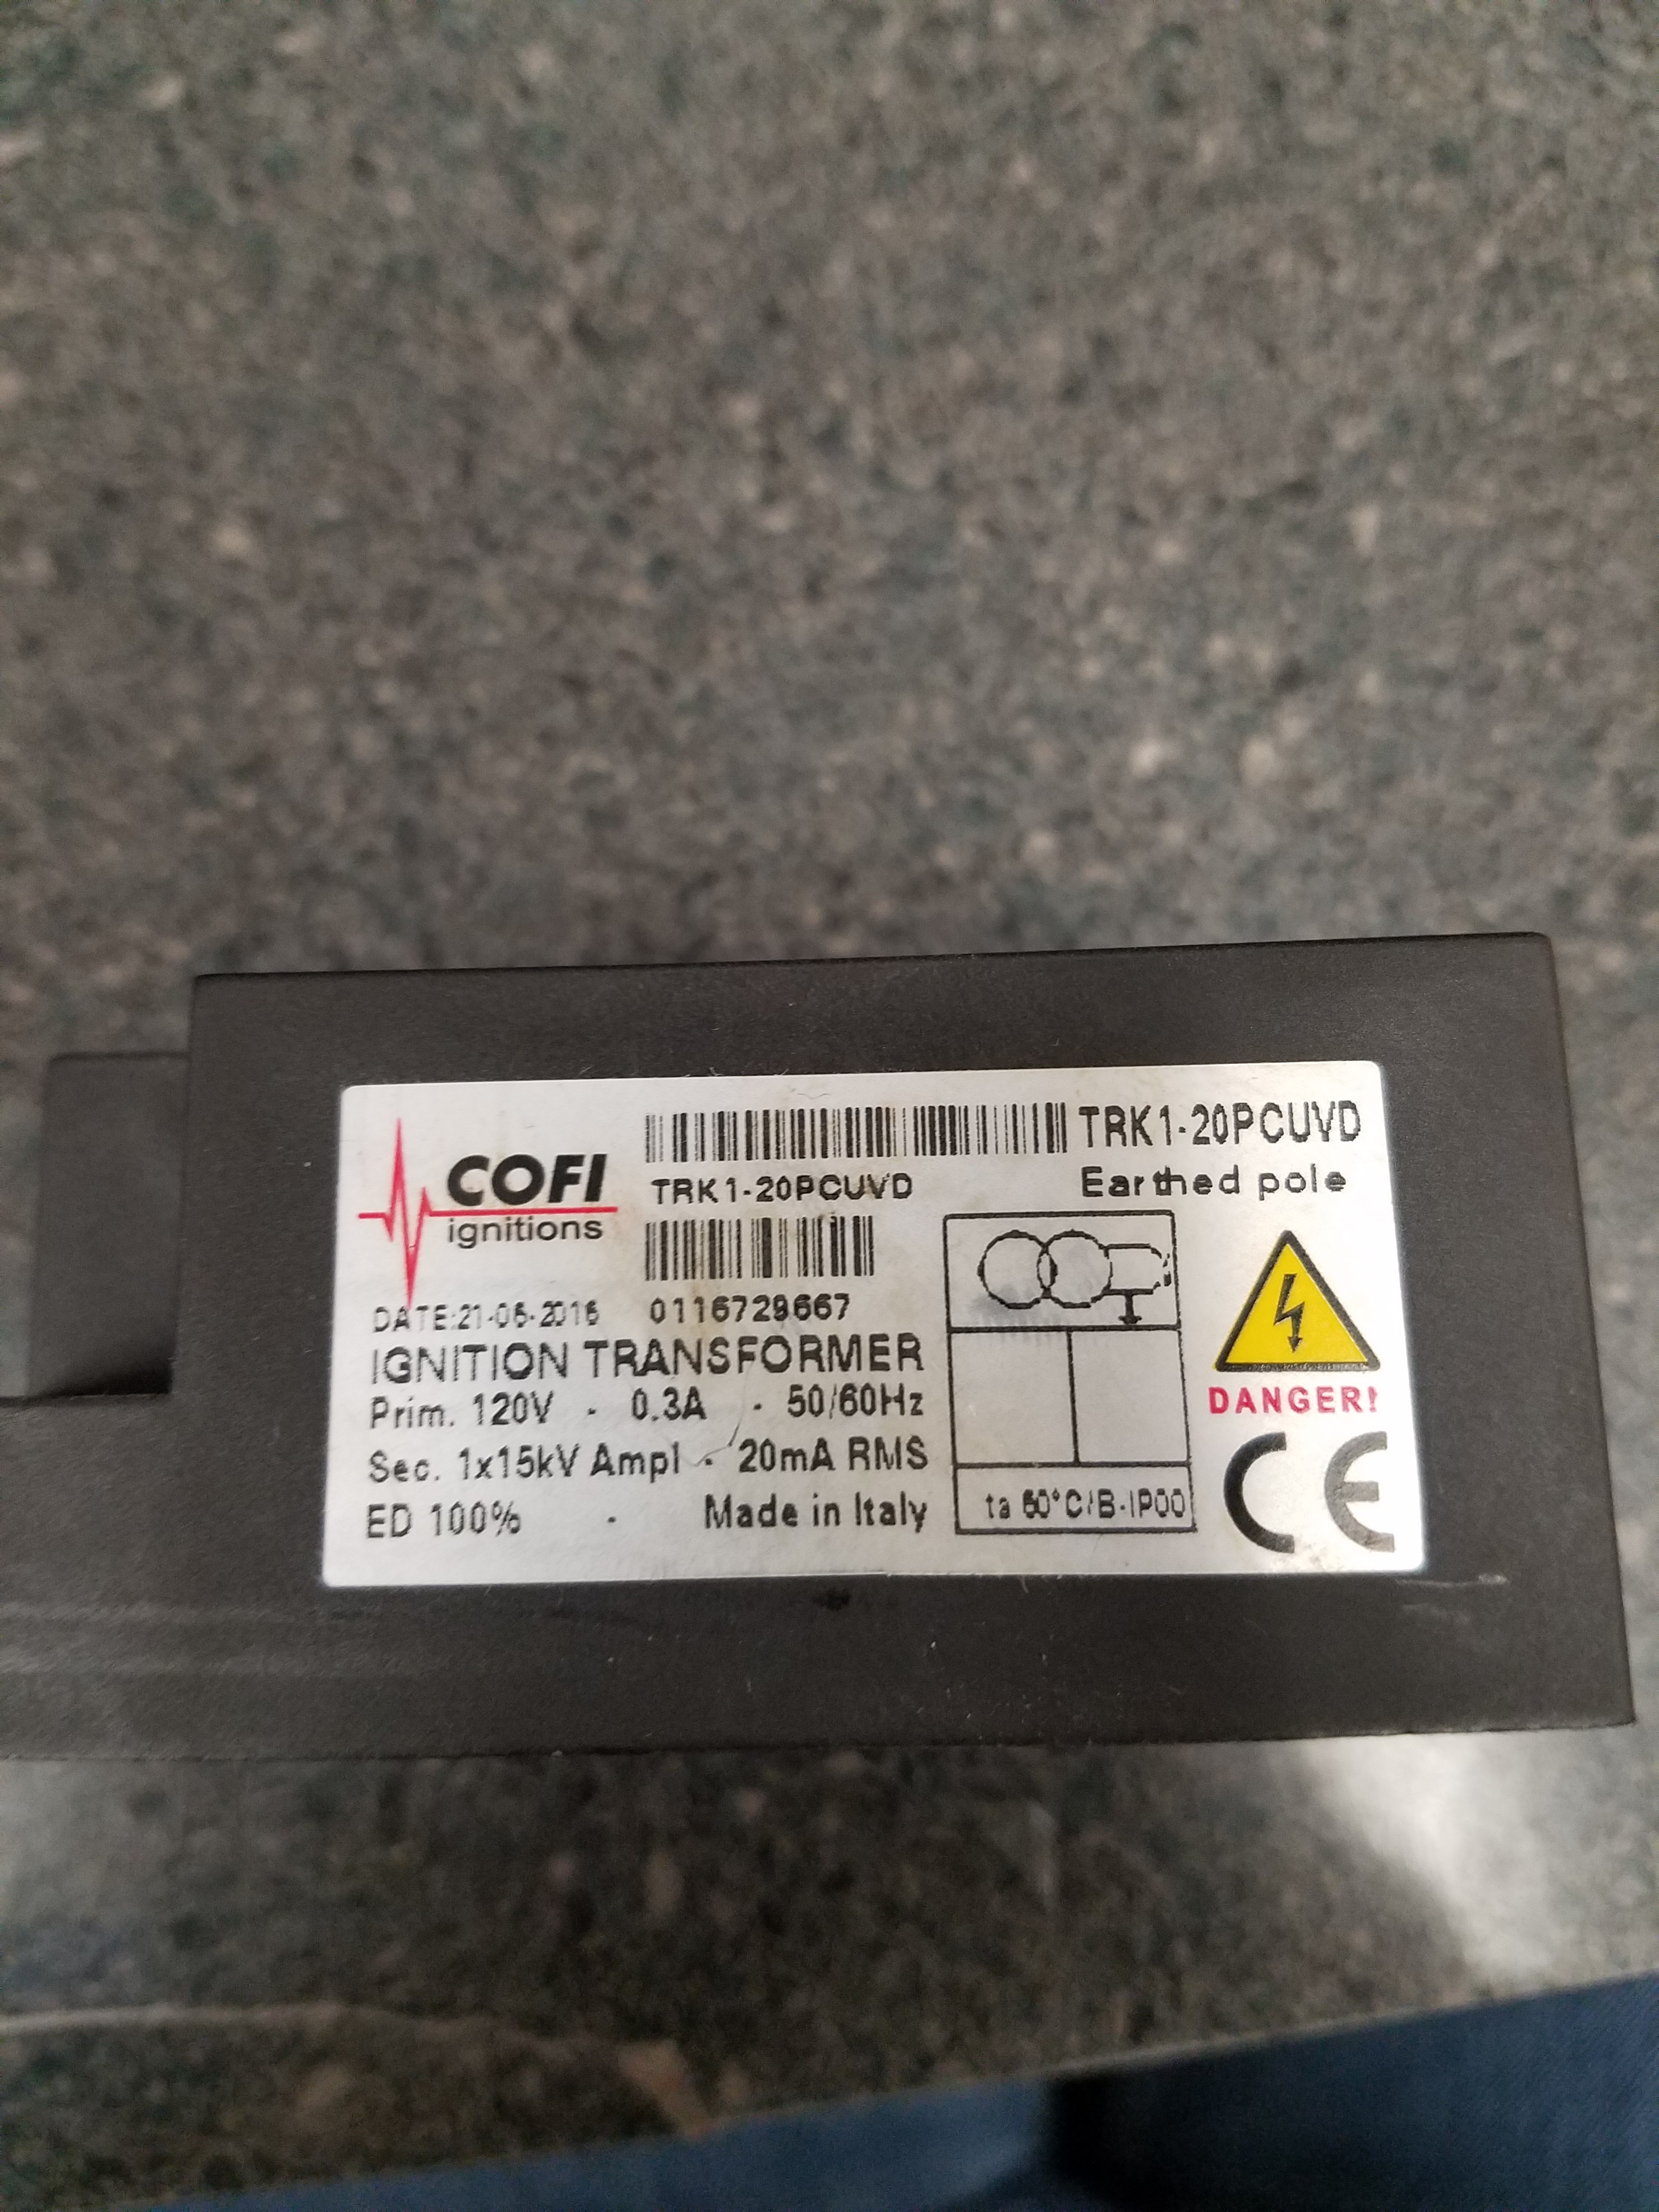 COFI
ignitions
TRK1-20PCUVD
Earthed pole
TRK1-20PCUVD
DATE:21-06-2016 0116729667
IGNITION TRANSFORMER
Prim. 120V - 0.3A - 50/60Hz
Sec. 1x15kV Ampl - 20mA RMS
ED 100% - Made in Italy
ta 60°C/B-IP00
DANGER!
CE